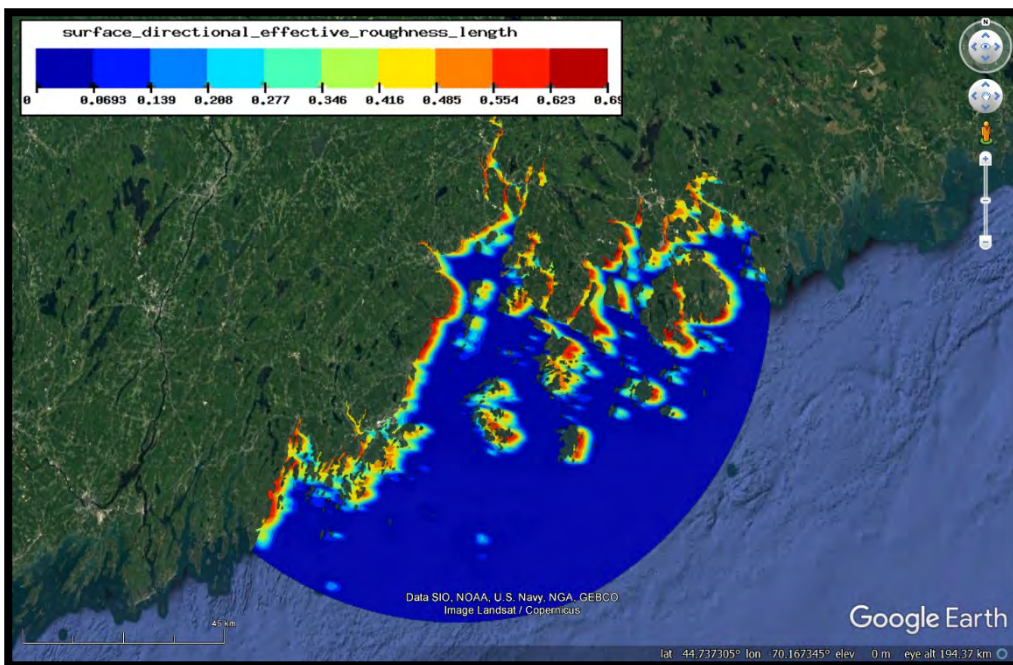 surface_directional_effective_roughness_length
0 0.0693 0.139 0.208 0.277 0.346 0.416 0.485 0.554 0.623 0.69
N
45 km
Data SIO, NOAA, U.S. Navy, NGA, GEBCO
Image Landsat / Copernicus
Google Earth
lat 44.737305° lon -70.167345° elev 0 m eye alt 194.37 km